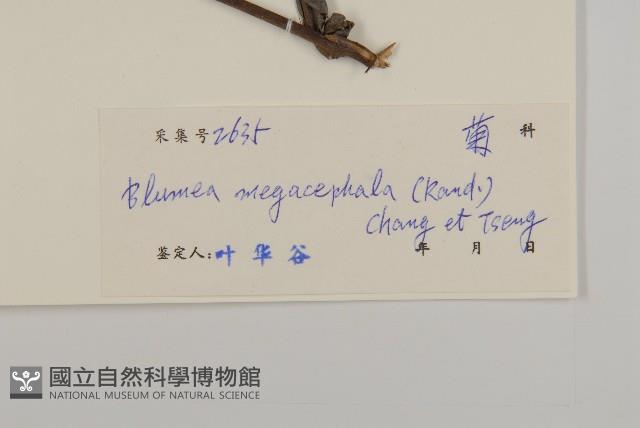 采集号 2635 菊 科
Blumea megacephala (Rand.)
Chang et Tseng
鉴定人: 叶华谷 年 月 日
國立自然科學博物館
NATIONAL MUSEUM OF NATURAL SCIENCE